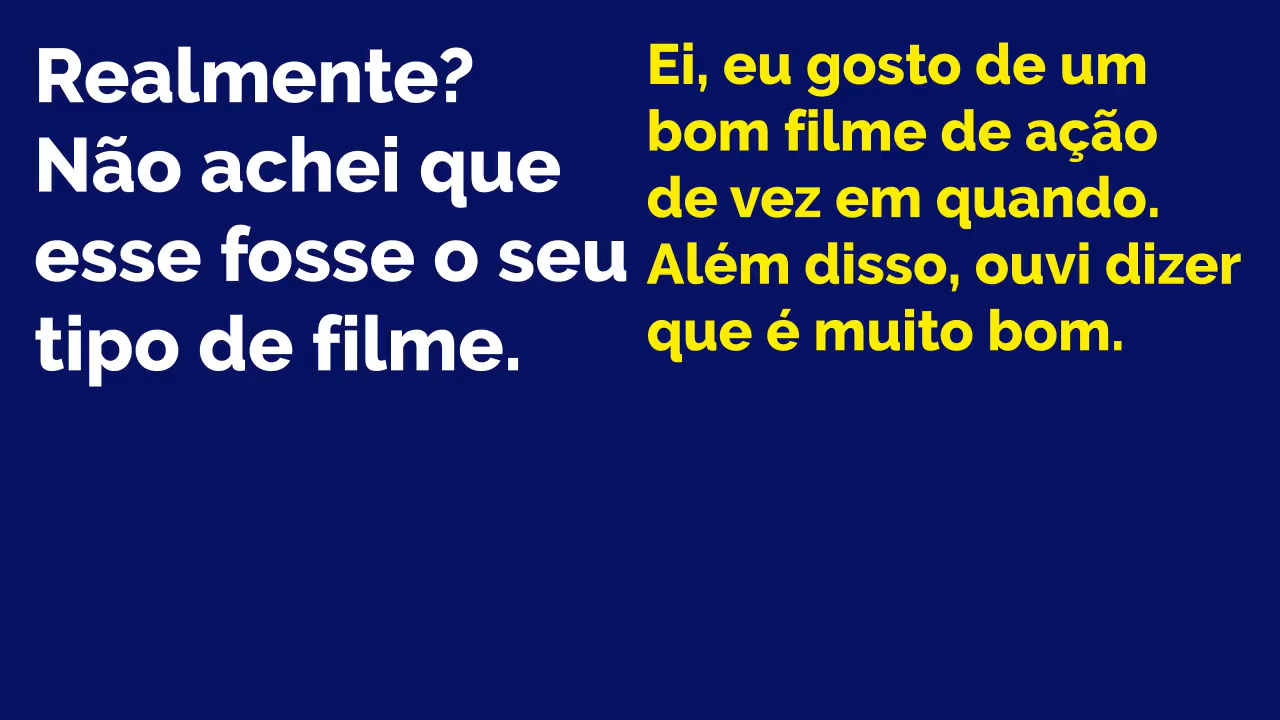 Realmente?
Não achei que
esse fosse o seu
tipo de filme.
Ei, eu gosto de um
bom filme de ação
de vez em quando.
Além disso, ouvi dizer
que é muito bom.